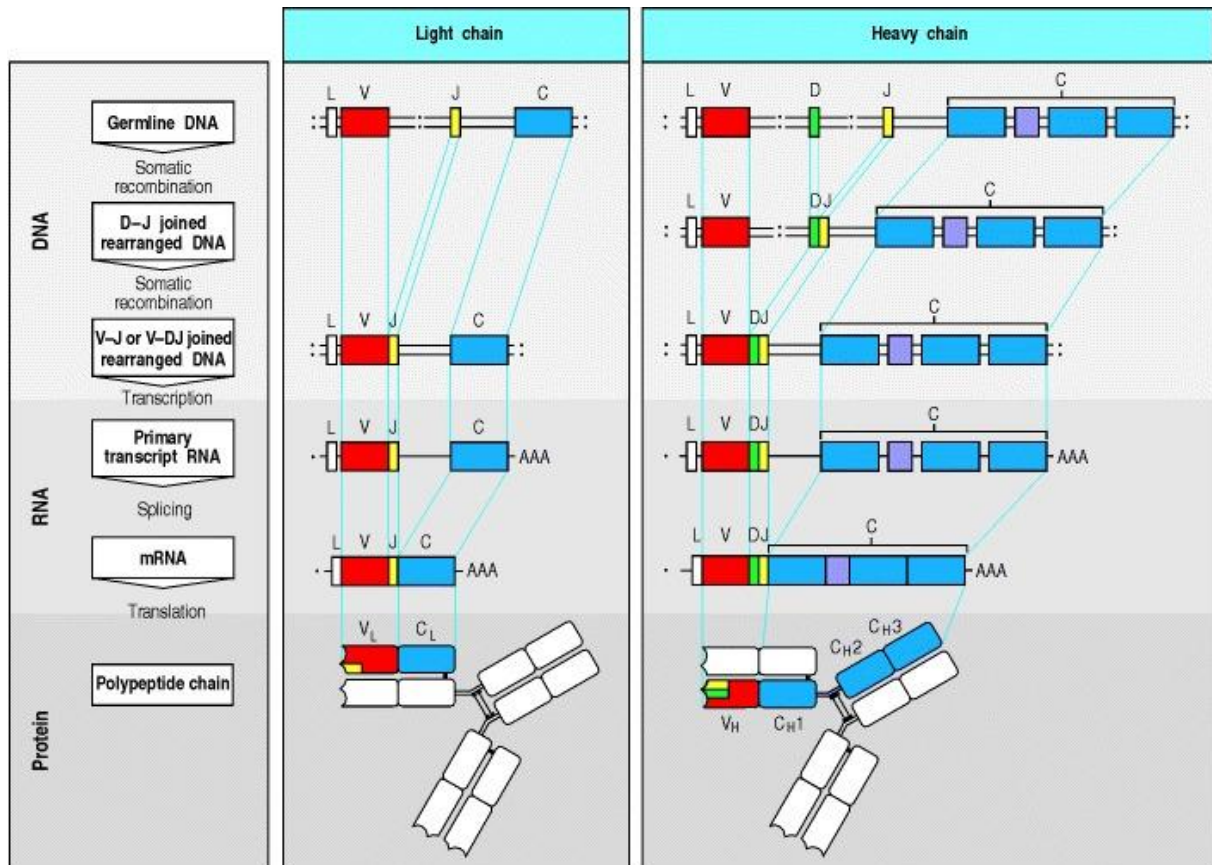 Light chain
Heavy chain
DNA
Germline DNA
Somatic
recombination
D–J joined
rearranged DNA
Somatic
recombination
V–J or V–DJ joined
rearranged DNA
Transcription
RNA
Primary
transcript RNA
Splicing
mRNA
Translation
Protein
Polypeptide chain
L V J C
L V J C
L V J C
AAA
L V J C
AAA
VL CL
L V D J C
L V DJ C
L V DJ C
L V DJ C
AAA
L V DJ C
AAA
CH2 CH3
VH CH1